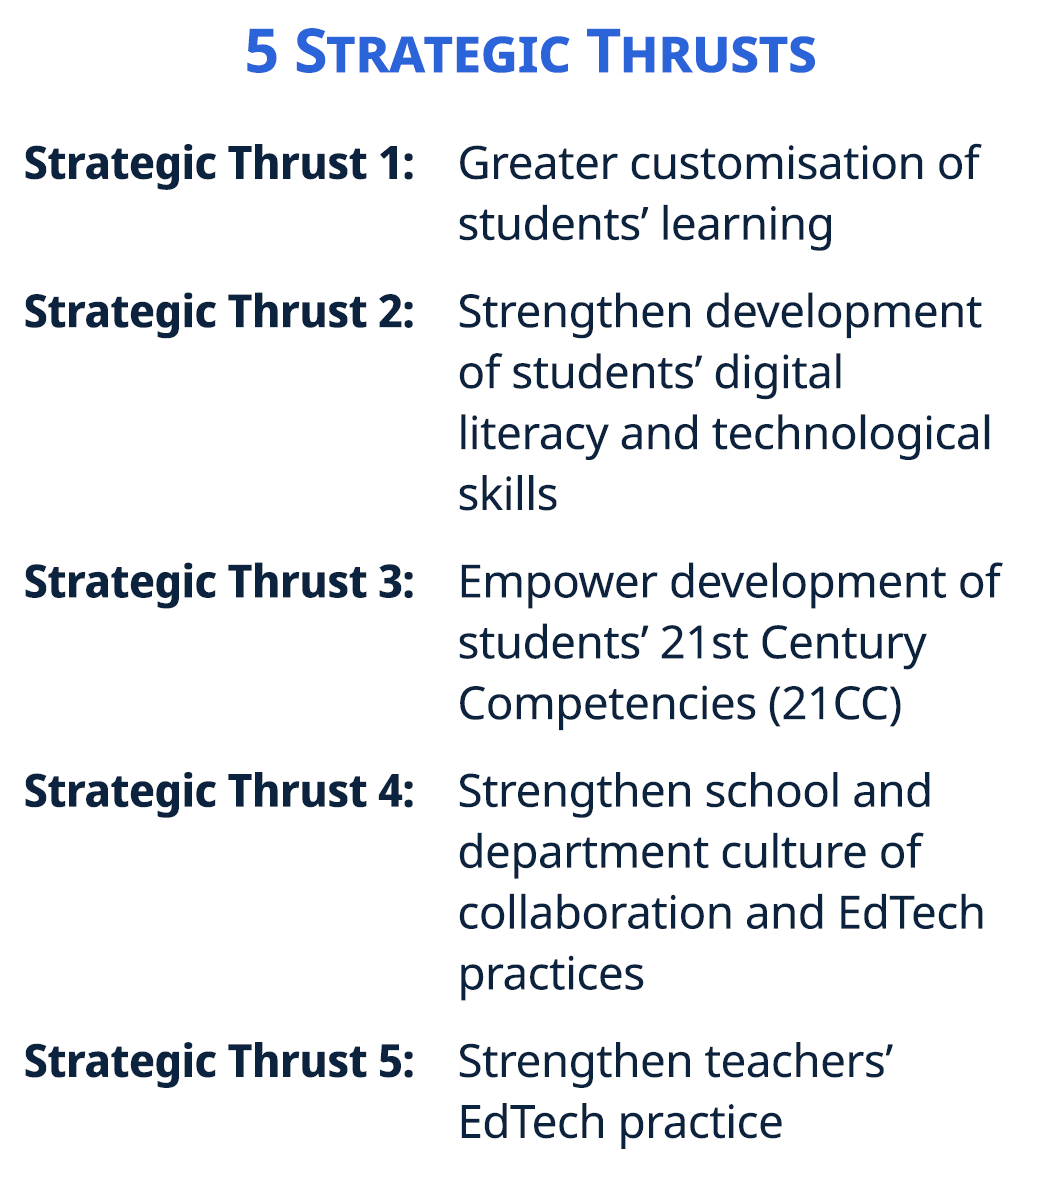 5 STRATEGIC THRUSTS
Strategic Thrust 1: Greater customisation of
students’ learning
Strategic Thrust 2: Strengthen development
of students’ digital
literacy and technological
skills
Strategic Thrust 3: Empower development of
students’ 21st Century
Competencies (21CC)
Strategic Thrust 4: Strengthen school and
department culture of
collaboration and EdTech
practices
Strategic Thrust 5: Strengthen teachers’
EdTech practice